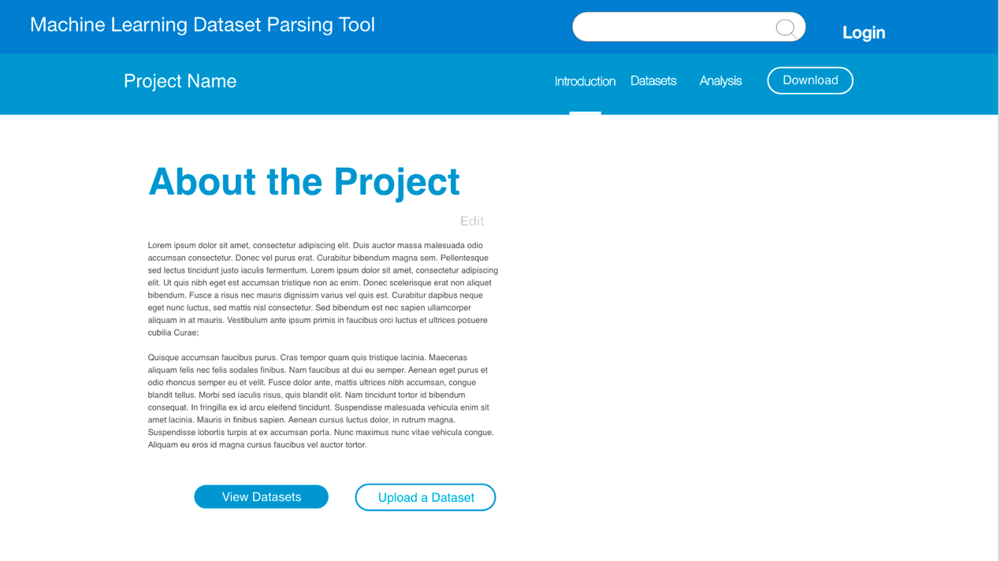 Machine Learning Dataset Parsing Tool
Login
Project Name
Introduction
Datasets
Analysis
Download
About the Project
Edit
Lorem ipsum dolor sit amet, consectetur adipiscing elit. Duis auctor massa malesuada odio
accumsan consectetur. Donec vel purus erat. Curabitur bibendum magna sem. Pellentesque
sed lectus tincidunt justo iaculis fermentum. Lorem ipsum dolor sit amet, consectetur adipiscing
elit. Ut quis nibh eget est accumsan tristique non ac enim. Donec scelerisque erat non aliquet
bibendum. Fusce a risus nec mauris dignissim varius vel quis est. Curabitur dapibus neque
eget nunc luctus, sed mattis nisl consectetur. Sed bibendum est nec sapien ullamcorper
aliquam in at mauris. Vestibulum ante ipsum primis in faucibus orci luctus et ultrices posuere
cubilia Curae;
Quisque accumsan faucibus purus. Cras tempor quam quis tristique lacinia. Maecenas
aliquam felis nec felis sodales finibus. Nam faucibus at dui eu semper. Aenean eget purus et
odio rhoncus semper eu et velit. Fusce dolor ante, mattis ultrices nibh accumsan, congue
blandit tellus. Morbi sed iaculis risus, quis blandit elit. Nam tincidunt tortor id bibendum
consequat. In fringilla ex id arcu eleifend tincidunt. Suspendisse malesuada vehicula enim sit
amet lacinia. Mauris in finibus sapien. Aenean cursus luctus dolor, in rutrum magna.
Suspendisse lobortis turpis at ex accumsan porta. Nunc maximus nunc vitae vehicula congue.
Aliquam eu eros id magna cursus faucibus vel auctor tortor.
View Datasets
Upload a Dataset